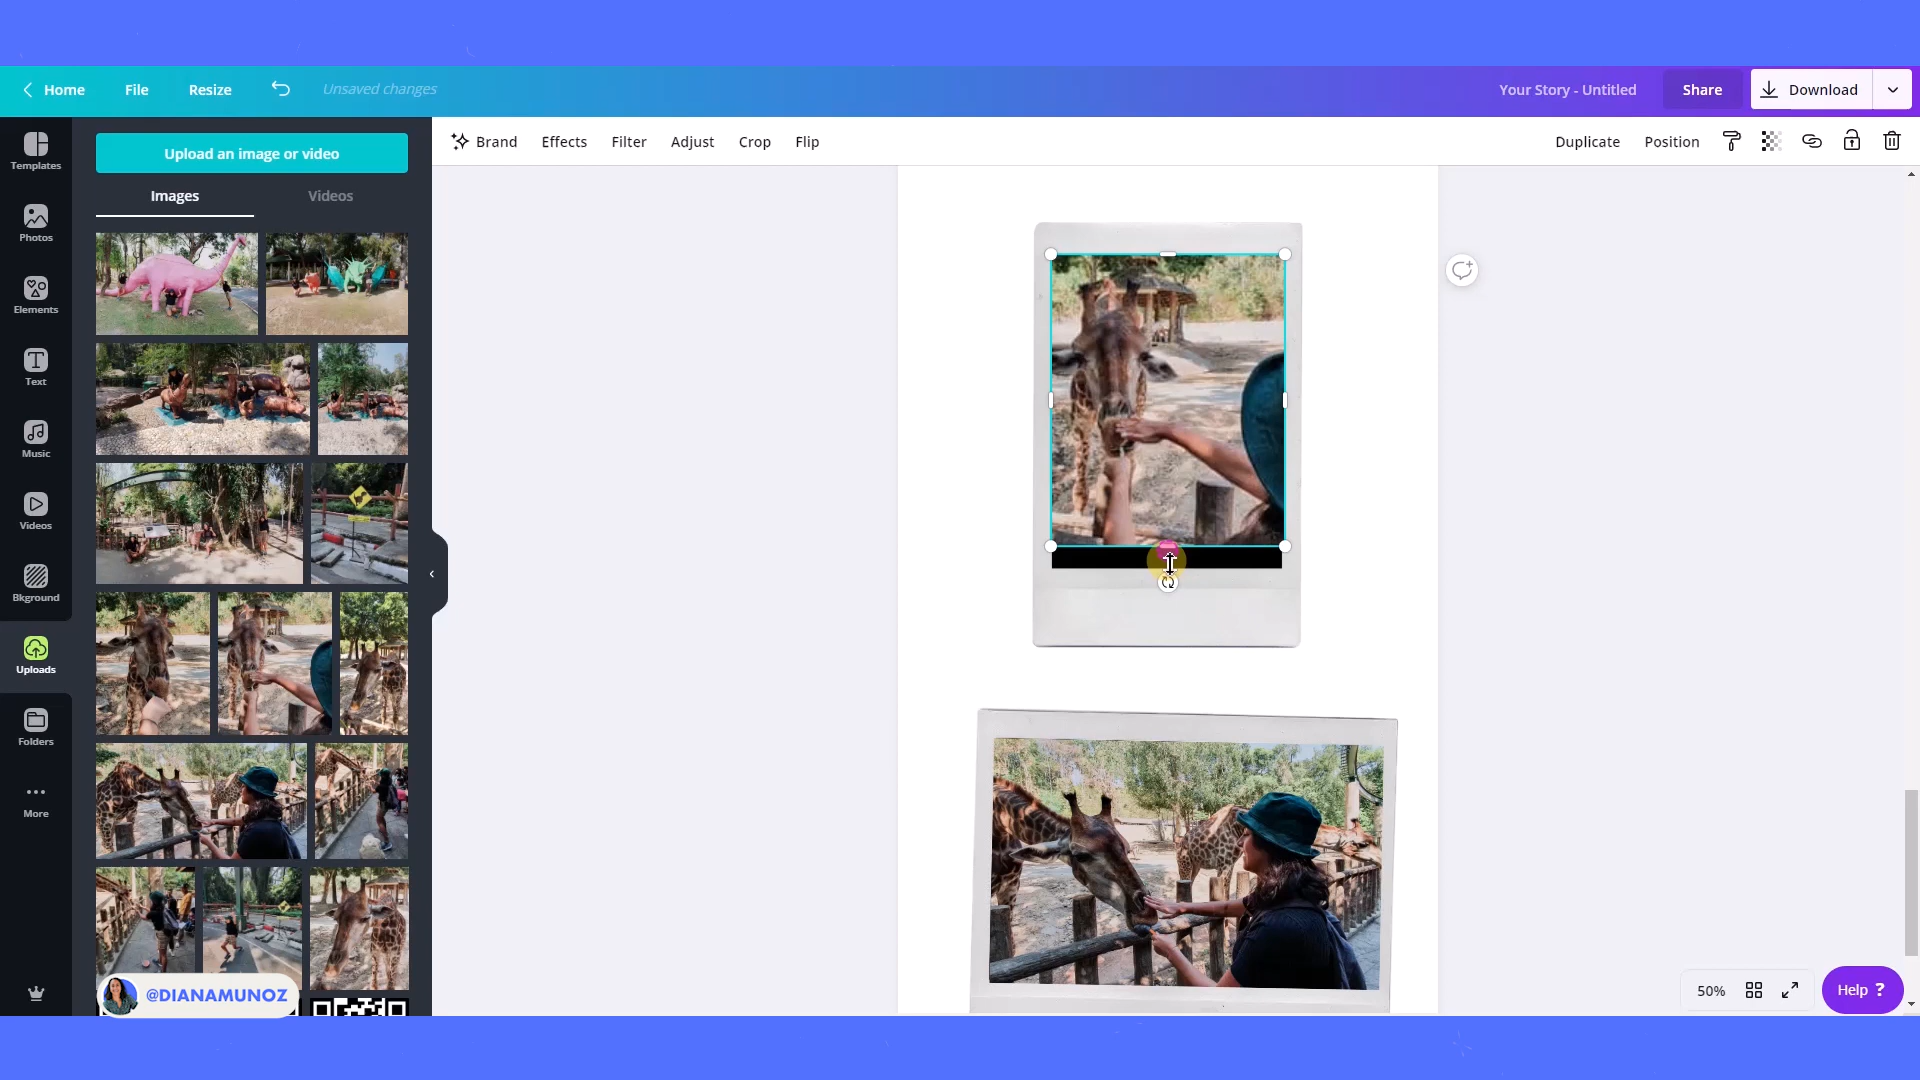 Home File Resize Unsaved changes Your Story - Untitled Share Download
Templates
Photos
Elements
Text
Music
Videos
Bkground
Uploads
Folders
More
Upload an image or video
Images Videos
@DIANAMUNOZ
Brand Effects Filter Adjust Crop Flip Duplicate Position
50% Help ?